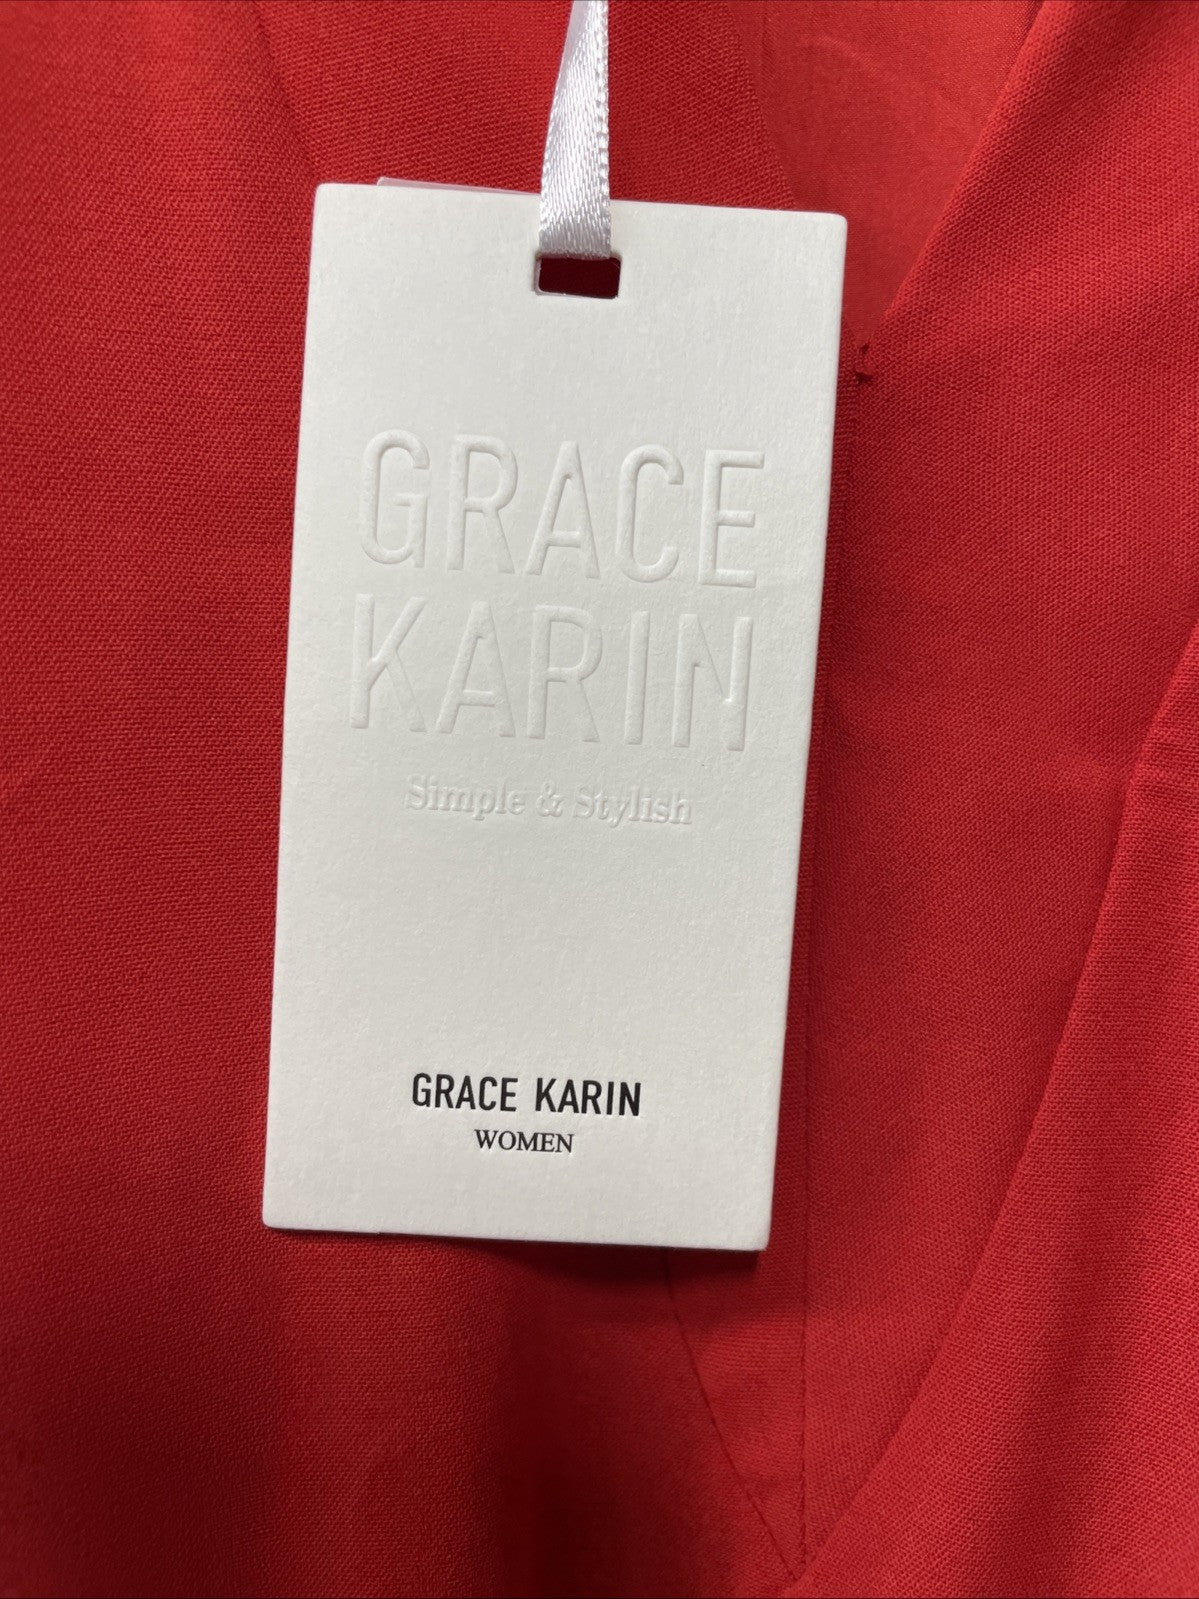 GRACE
KARIN
Simple & Stylish
GRACE KARIN
WOMEN